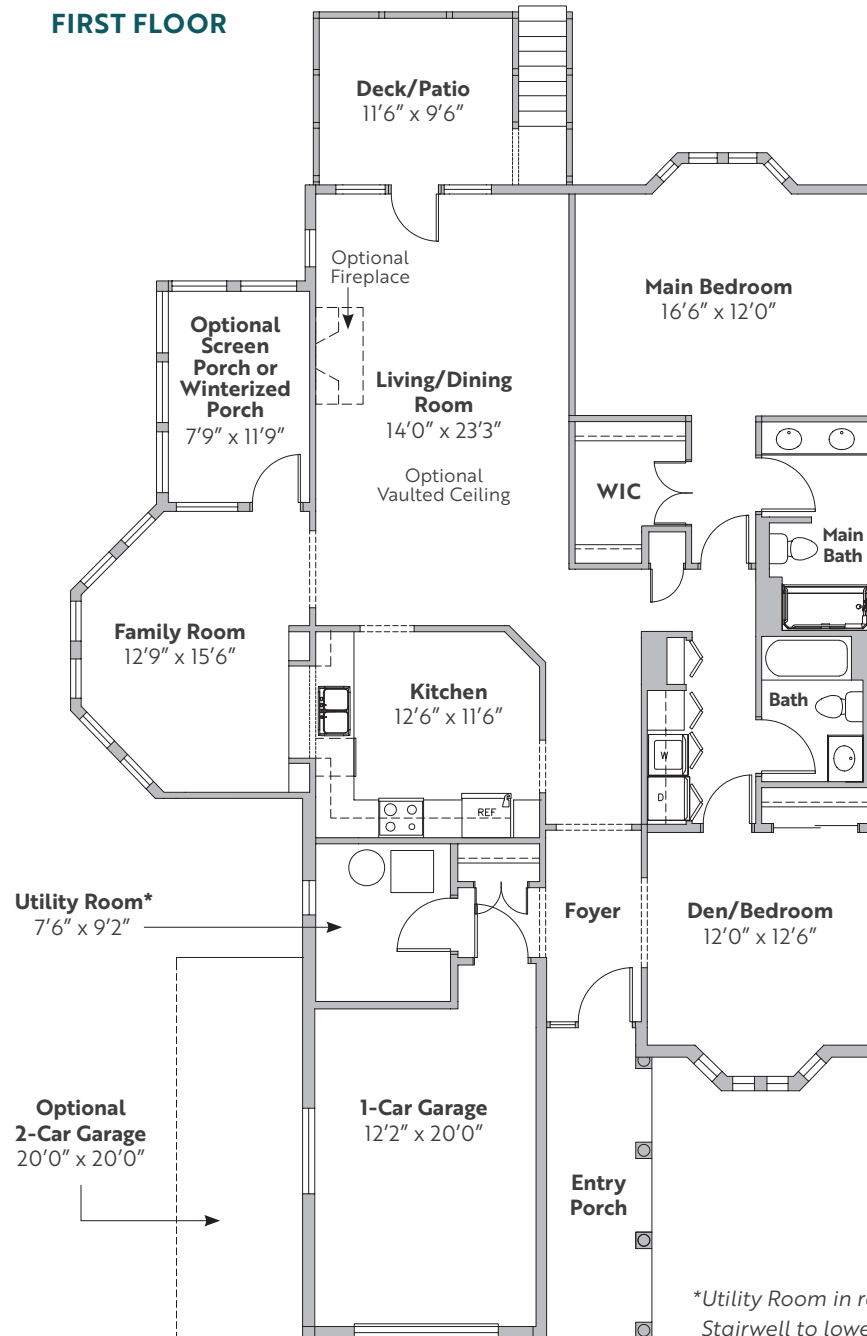 FIRST FLOOR
Deck/Patio
11’6” x 9’6”
Optional
Fireplace
Main Bedroom
16’6” x 12’0”
Optional
Screen
Porch or
Winterized
Porch
7’9” x 11’9”
Living/Dining
Room
14’0” x 23’3”
Optional
Vaulted Ceiling
WIC
Main
Bath
Family Room
12’9” x 15’6”
Kitchen
12’6” x 11’6”
Bath
W
D
REF
Utility Room*
7’6” x 9’2”
Foyer
Den/Bedroom
12’0” x 12’6”
Optional
2-Car Garage
20’0” x 20’0”
1-Car Garage
12’2” x 20’0”
Entry
Porch
*Utility Room in
Stairwell to